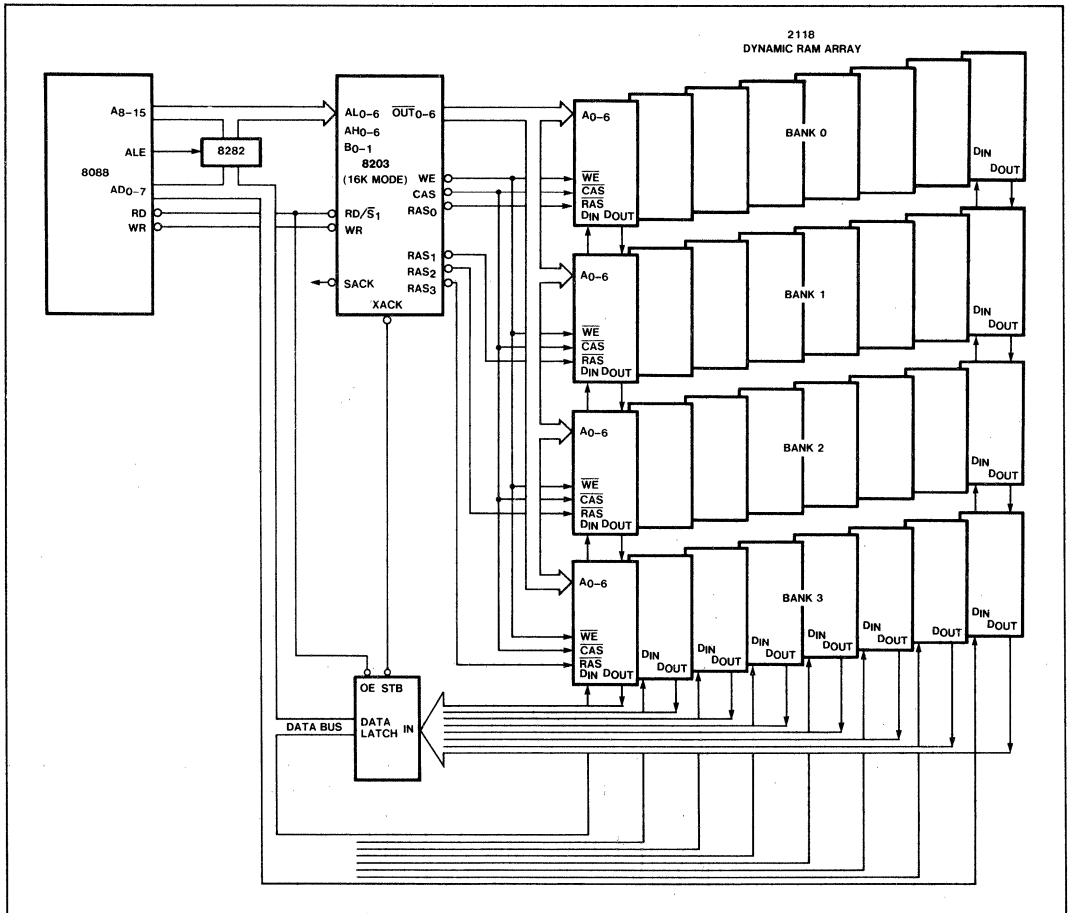 2118
DYNAMIC RAM ARRAY
8088
A8-15
ALE
AD0-7
RD
WR
8282
AL0-6
AH0-6
B0-1
OUT0-6
8203
(16K MODE)
WE
CAS
RAS0
RD/S1
WR
RAS1
RAS2
RAS3
SACK
XACK
A0-6
WE
CAS
RAS
DIN DOUT
BANK 0
DIN
DOUT
A0-6
WE
CAS
RAS
DIN DOUT
BANK 1
DIN
DOUT
A0-6
WE
CAS
RAS
DIN DOUT
BANK 2
DIN
DOUT
A0-6
WE
CAS
RAS
DIN DOUT
BANK 3
DIN
DOUT
DIN
DOUT
DIN
DOUT
DIN
DOUT
DIN
DOUT
DIN
DOUT
DIN
DOUT
OE STB
DATA
LATCH
IN
DATA BUS